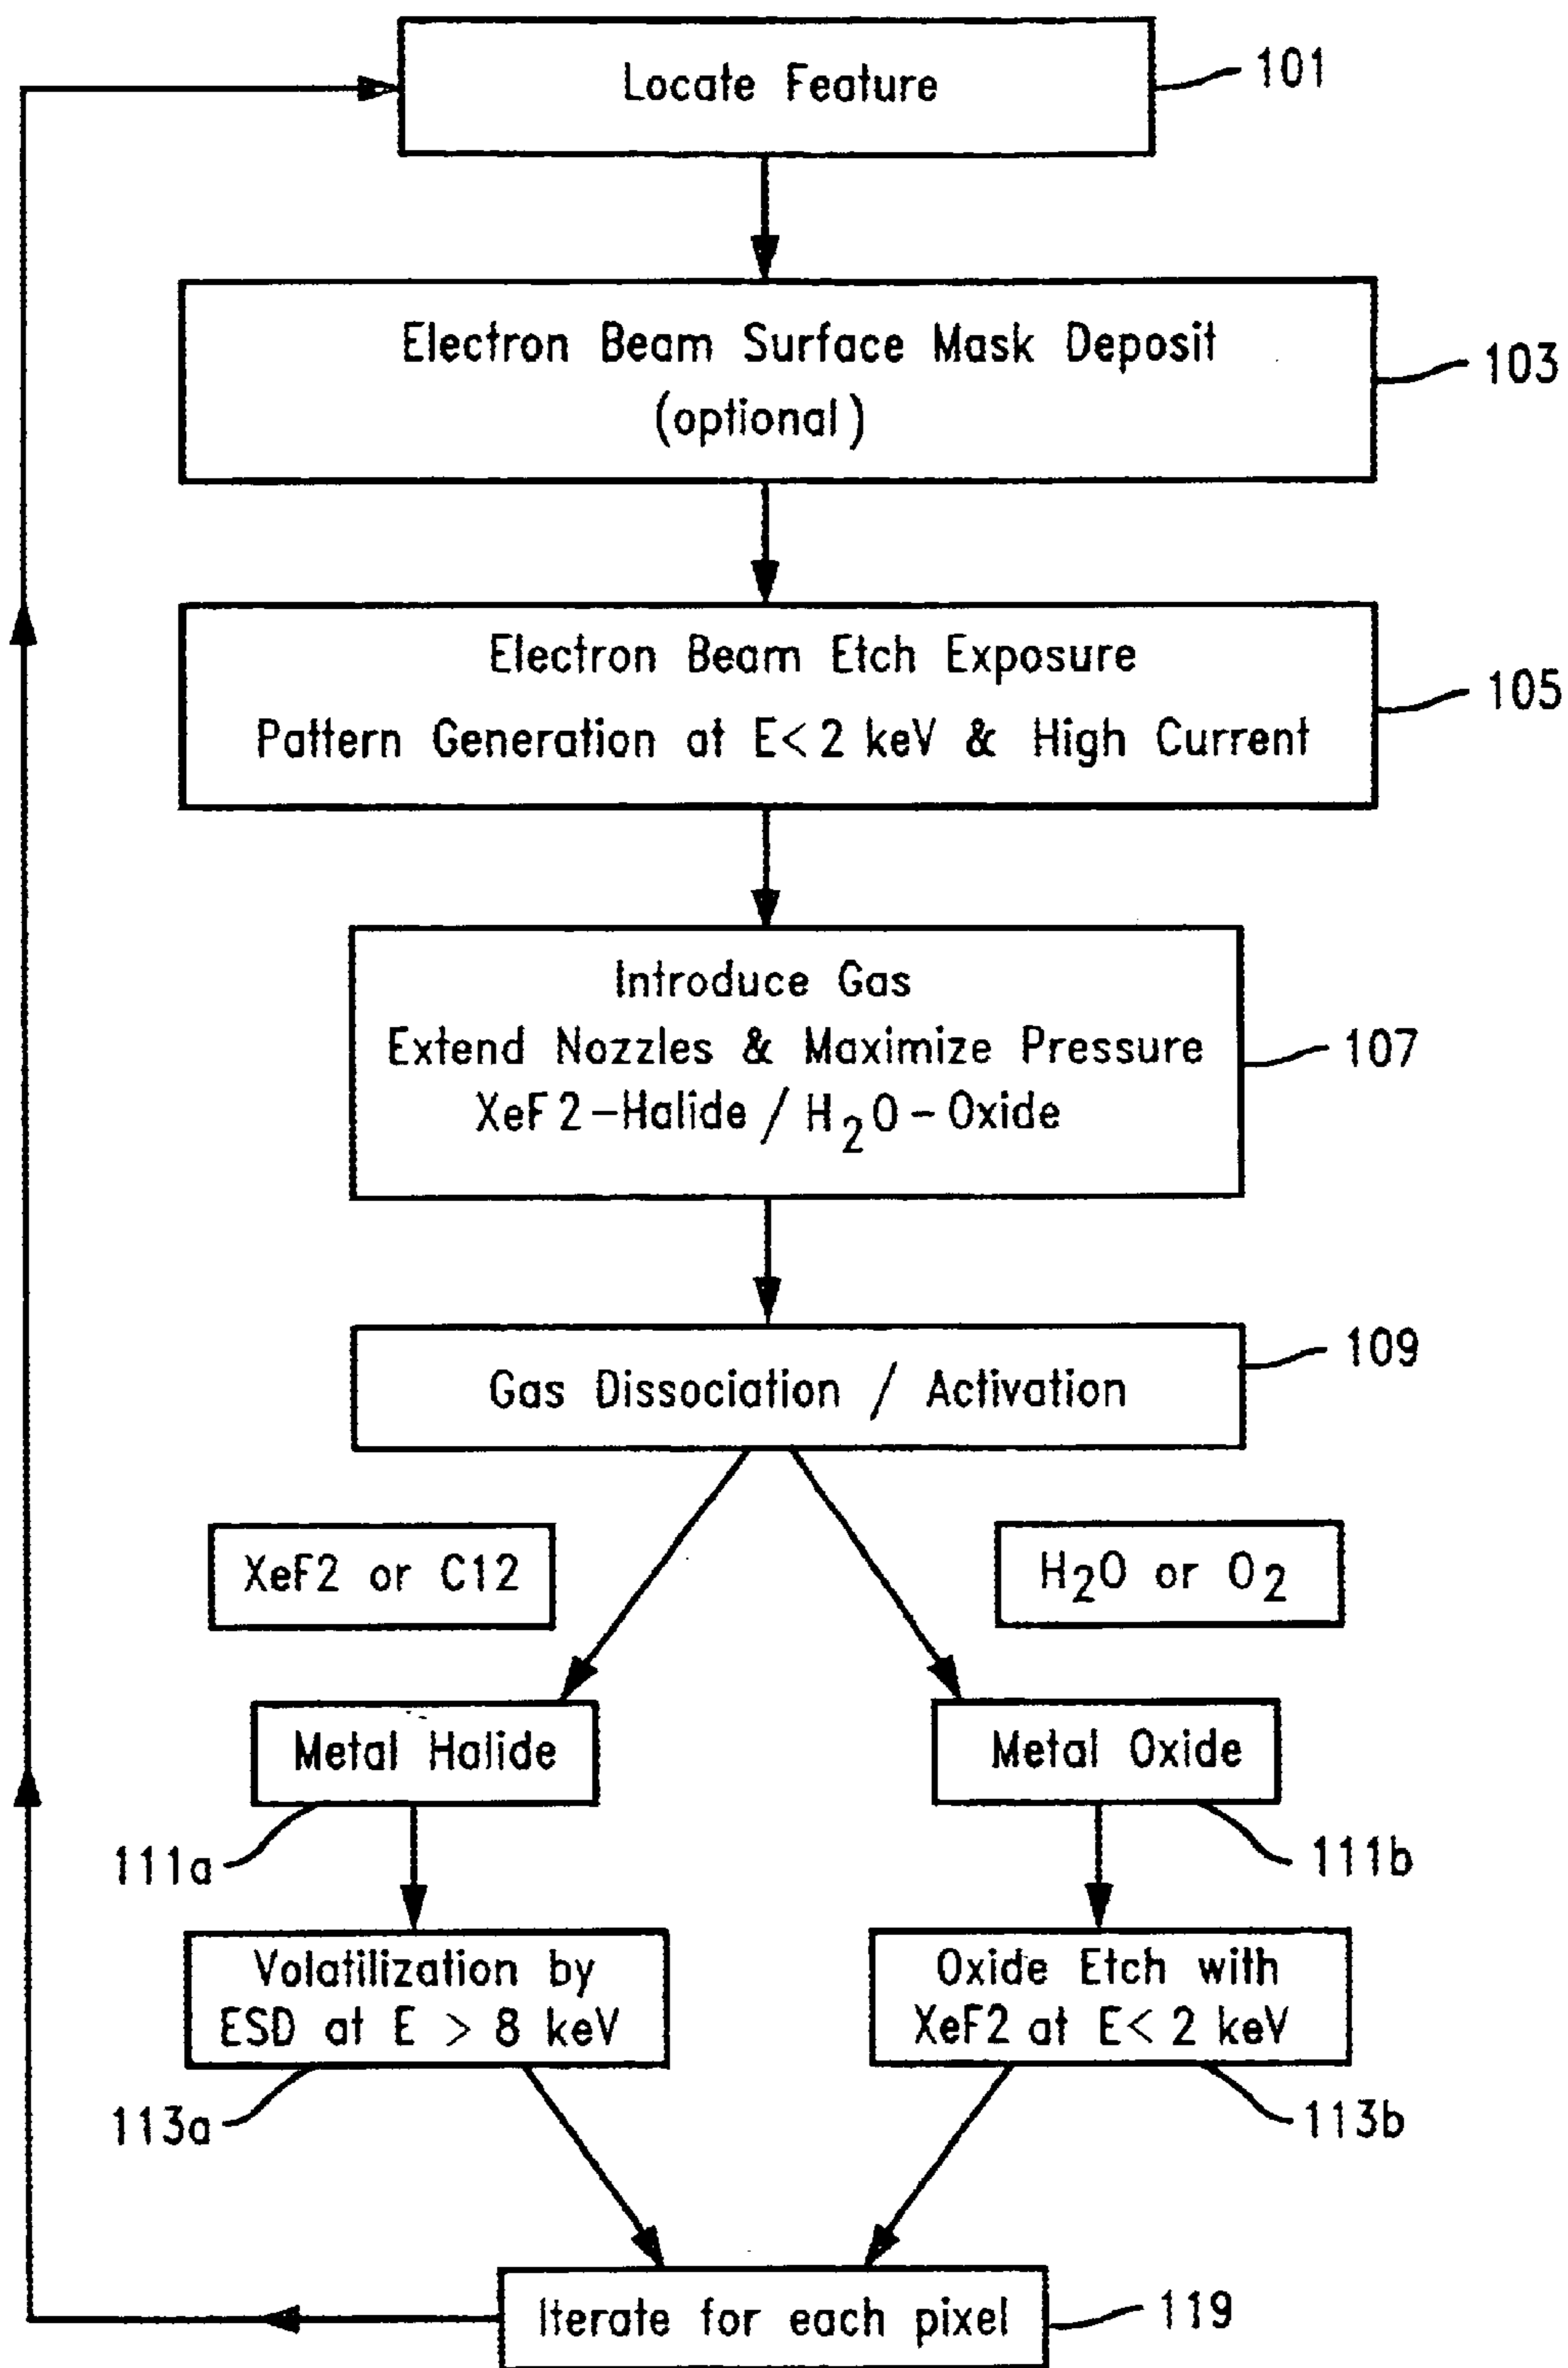 Locate Feature
101
Electron Beam Surface Mask Deposit
(optional)
103
Electron Beam Etch Exposure
Pattern Generation at E< 2 keV & High Current
105
Introduce Gas
Extend Nozzles & Maximize Pressure
XeF2-Halide / H2O-Oxide
107
Gas Dissociation / Activation
109
XeF2 or C12
H2O or O2
Metal Halide
Metal Oxide
111a
111b
Volatilization by
ESD at E > 8 keV
Oxide Etch with
XeF2 at E< 2 keV
113a
113b
Iterate for each pixel
119